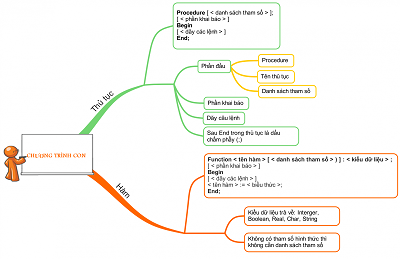 Procedure [ < danh sách tham số > ];
[ < phần khai báo > ]
Begin
[ < dãy các lệnh > ]
End;
Thủ tục
Phần đầu
Procedure
Tên thủ tục
Danh sách tham số
Phần khai báo
Dãy câu lệnh
Sau End trong thủ tục là dấu
chấm phẩy (;)
CHƯƠNG TRÌNH CON
Hàm
Function < tên hàm > [ < danh sách tham số > ) ] : < kiểu dữ liệu > ;
[ < phần khai báo > ]
Begin
[ < dãy các lệnh > ]
< tên hàm > := < biểu thức >;
End;
Kiểu dữ liệu trả về: Interger,
Boolean, Real, Char, String
Không có tham số hình thức thì
không cần danh sách tham số